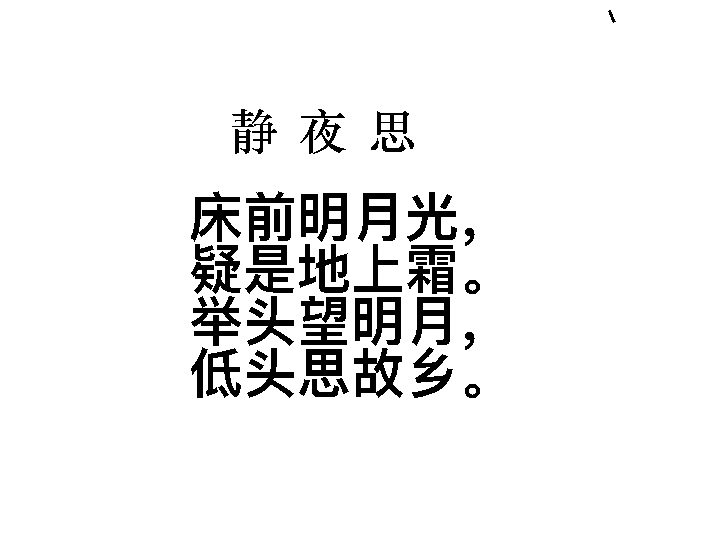 静夜思
床前明月光，
疑是地上霜。
举头望明月，
低头思故乡。